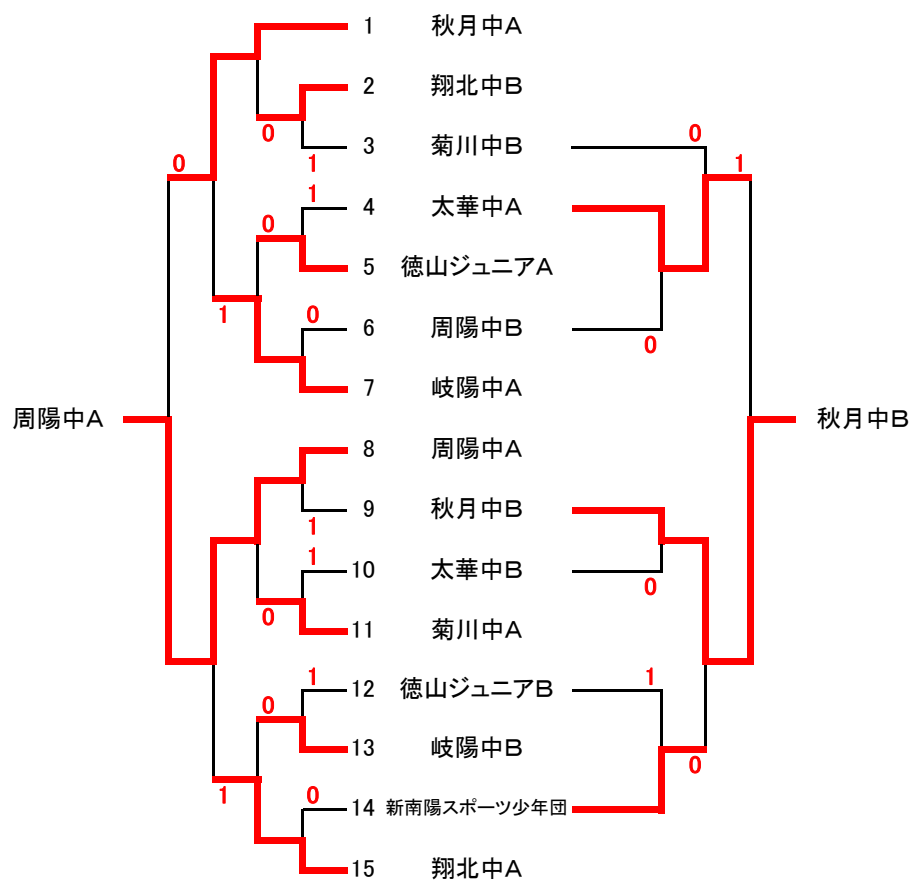 1 秋月中A
2 翔北中B
0
3 菊川中B
0
1
0
1
1
4 太華中A
0
5 徳山ジュニアA
1
0
6 周陽中B
0
7 岐陽中A
周陽中A
秋月中B
8 周陽中A
9 秋月中B
1
1
10 太華中B
0
0
11 菊川中A
1
12 徳山ジュニアB
1
0
13 岐陽中B
0
1
0
14 新南陽スポーツ少年団
15 翔北中A